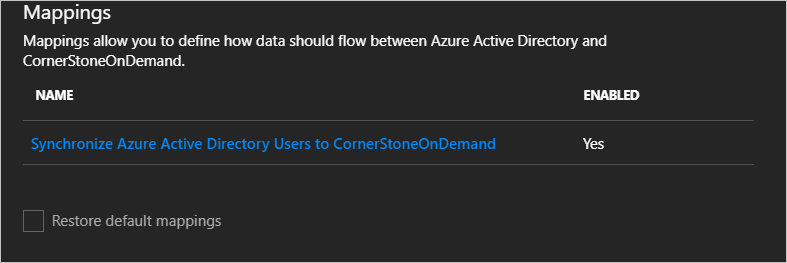 Mappings
Mappings allow you to define how data should flow between Azure Active Directory and
CornerStoneOnDemand.
NAME ENABLED
Synchronize Azure Active Directory Users to CornerStoneOnDemand Yes
Restore default mappings